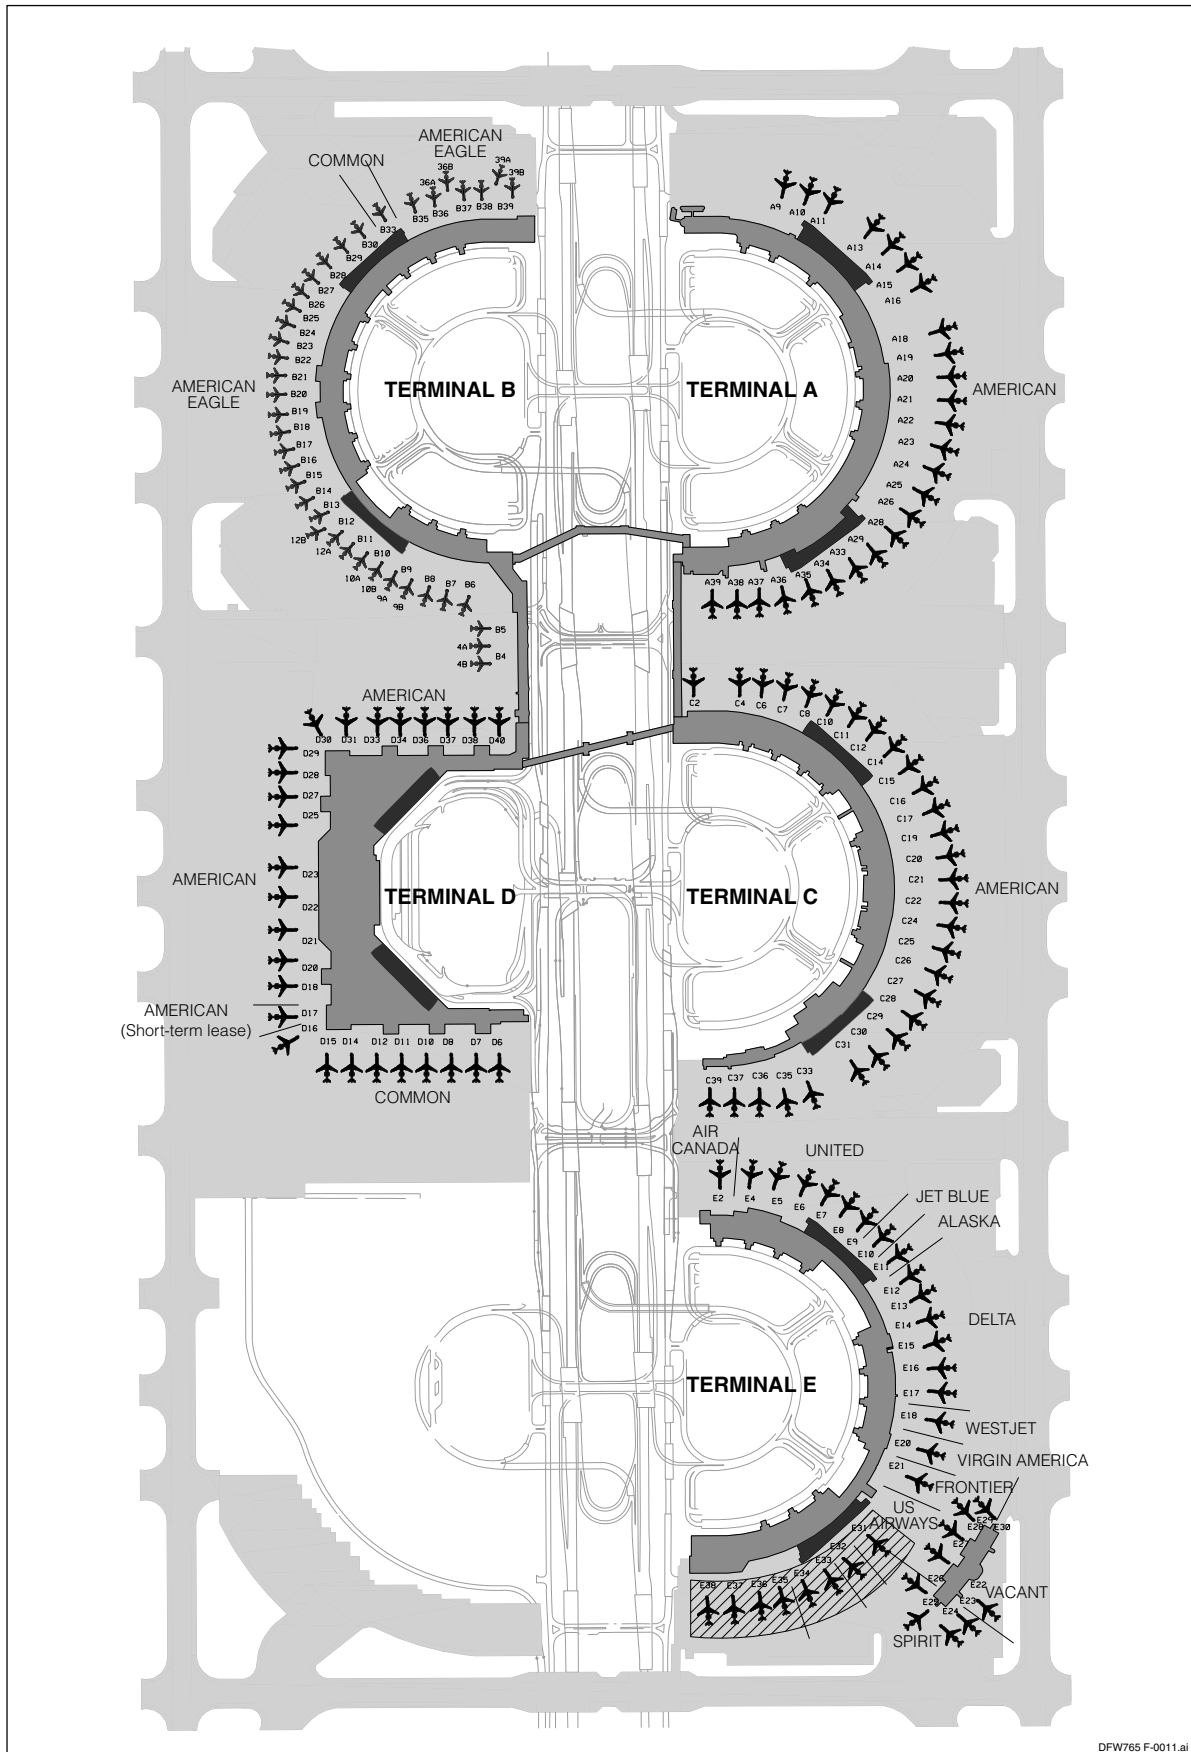 AMERICAN
EAGLE
COMMON
36B
39A
36A
39B
B35
B36
B37
B38
B39
B33
B30
B29
B28
B27
B26
B25
B24
B23
B22
B21
B20
B19
B18
B17
B16
B15
B14
B13
B12
B11
B10
B9
B8
B7
B6
12B
12A
10A
10B
9A
9B
B5
4A
B4
4B
AMERICAN
EAGLE
TERMINAL B
A9
A10
A11
A13
A14
A15
A16
A18
A19
A20
A21
A22
A23
A24
A25
A26
A28
A29
A33
A34
A35
A36
A37
A38
A39
TERMINAL A
AMERICAN
AMERICAN
D30
D31
D33
D34
D36
D37
D38
D40
D29
D28
D27
D25
D23
D22
D21
D20
D18
D17
D16
AMERICAN
TERMINAL D
AMERICAN
(Short-term lease)
D15
D14
D12
D11
D10
D8
D7
D6
COMMON
C2
C4
C6
C7
C8
C10
C11
C12
C14
C15
C16
C17
C19
C20
C21
C22
C24
C25
C26
C27
C28
C29
C30
C31
C33
C35
C36
C37
C39
TERMINAL C
AMERICAN
AIR
CANADA
UNITED
JET BLUE
ALASKA
DELTA
E2
E4
E5
E6
E7
E8
E9
E10
E11
E12
E13
E14
E15
E16
E17
E18
E20
E21
TERMINAL E
WESTJET
VIRGIN AMERICA
FRONTIER
US
AIRWAYS
E28
E29
E30
E31
E32
E33
E34
E35
E36
E37
E38
E22
E23
E24
VACANT
SPIRIT
DFW765 F-0011.ai